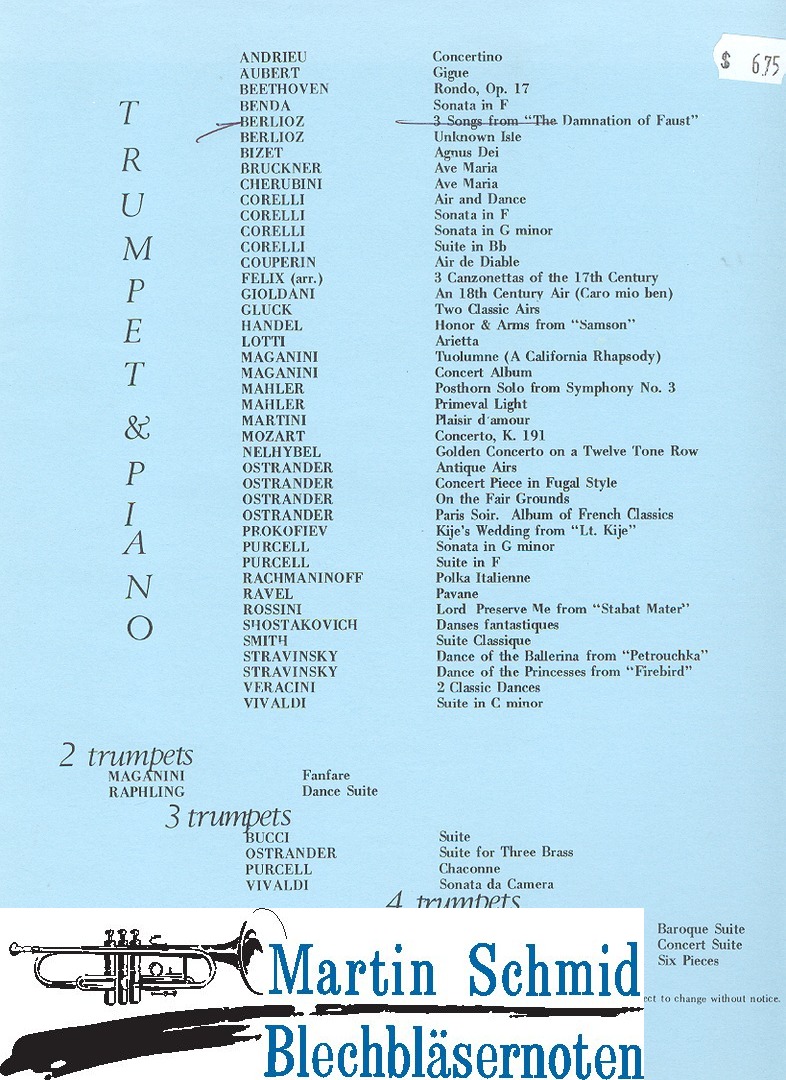 $ 6.75
TRUMPET & PIANO
ANDRIEU Concertino
AUBERT Gigue
BEETHOVEN Rondo, Op. 17
BENDA Sonata in F
BERLIOZ 3 Songs from “The Damnation of Faust”
BERLIOZ Unknown Isle
BIZET Agnus Dei
BRUCKNER Ave Maria
CHERUBINI Ave Maria
CORELLI Air and Dance
CORELLI Sonata in F
CORELLI Sonata in G minor
CORELLI Suite in Bb
COUPERIN Air de Diable
FELIX (arr.) 3 Canzonettas of the 17th Century
GIOLDANI An 18th Century Air (Caro mio ben)
GLUCK Two Classic Airs
HANDEL Honor & Arms from “Samson”
LOTTI Arietta
MAGANINI Tuolumne (A California Rhapsody)
MAGANINI Concert Album
MAHLER Posthorn Solo from Symphony No. 3
MAHLER Primeval Light
MARTINI Plaisir d'amour
MOZART Concerto, K. 191
NELHYBEL Golden Concerto on a Twelve Tone Row
OSTRANDER Antique Airs
OSTRANDER Concert Piece in Fugal Style
OSTRANDER On the Fair Grounds
OSTRANDER Paris Soir. Album of French Classics
PROKOFIEV Kije's Wedding from “Lt. Kije”
PURCELL Sonata in G minor
PURCELL Suite in F
RACHMANINOFF Polka Italienne
RAVEL Pavane
ROSSINI Lord Preserve Me from “Stabat Mater”
SHOSTAKOVICH Danses fantastiques
SMITH Suite Classique
STRAVINSKY Dance of the Ballerina from “Petrouchka”
STRAVINSKY Dance of the Princesses from “Firebird”
VERACINI 2 Classic Dances
VIVALDI Suite in C minor
2 trumpets
MAGANINI Fanfare
RAPHLING Dance Suite
3 trumpets
BUCCI Suite
OSTRANDER Suite for Three Brass
PURCELL Chaconne
VIVALDI Sonata da Camera
4 trumpets
Baroque Suite
Concert Suite
Six Pieces
to change without notice.
Martin Schmid
Blechbläsernoten